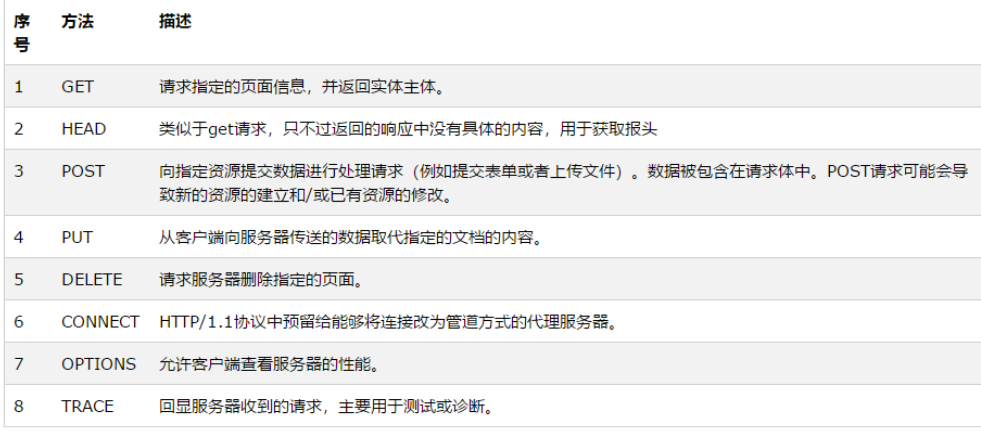 序号 方法 描述
1 GET 请求指定的页面信息，并返回实体主体。
2 HEAD 类似于get请求，只不过返回的响应中没有具体的内容，用于获取报头
3 POST 向指定资源提交数据进行处理请求（例如提交表单或者上传文件）。数据被包含在请求体中。POST请求可能会导
致新的资源的建立和/或已有资源的修改。
4 PUT 从客户端向服务器传送的数据取代指定的文档的内容。
5 DELETE 请求服务器删除指定的页面。
6 CONNECT HTTP/1.1协议中预留给能够将连接改为管道方式的代理服务器。
7 OPTIONS 允许客户端查看服务器的性能。
8 TRACE 回显服务器收到的请求，主要用于测试或诊断。